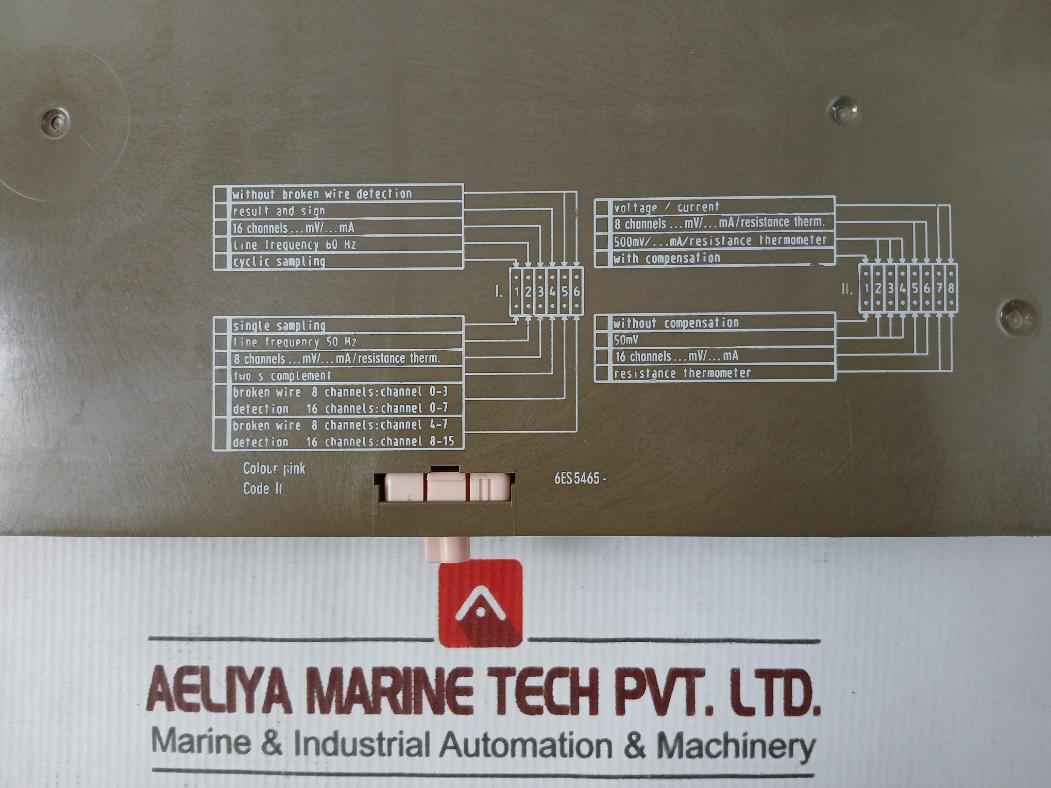 without broken wire detection
result and sign
16 channels ...mV/...mA
line frequency 60 Hz
cyclic sampling
I. 1 2 3 4 5 6
single sampling
line frequency 50 Hz
8 channels ...mV/...mA/resistance therm.
two s complement
broken wire 8 channels:channel 0-3
detection 16 channels:channel 0-7
broken wire 8 channels:channel 4-7
detection 16 channels:channel 8-15
voltage / current
8 channels ...mV/...mA/resistance therm.
500mV/...mA/resistance thermometer
with compensation
II. 1 2 3 4 5 6 7 8
without compensation
50mV
16 channels ...mV/...mA
resistance thermometer
Colour pink
Code II
6ES5465-
AELIYA MARINE TECH PVT. LTD.
Marine & Industrial Automation & Machinery